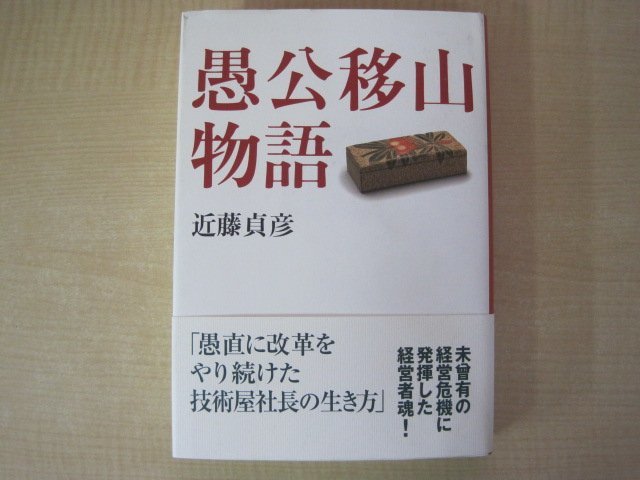 愚公移山
物語
近藤貞彦
「愚直に改革を
やり続けた
技術屋社長の生き方」
未曾有の
経営危機に
発揮した
経営者魂！